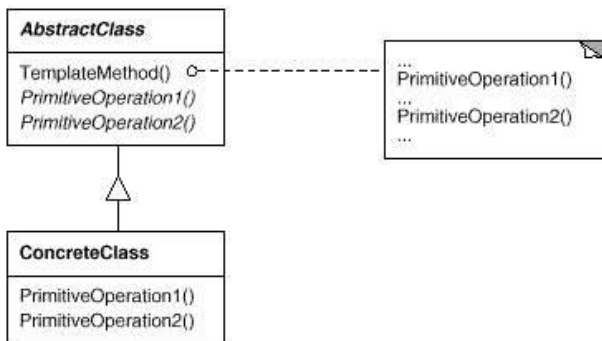 AbstractClass
TemplateMethod()
PrimitiveOperation1()
PrimitiveOperation2()
...
PrimitiveOperation1()
...
PrimitiveOperation2()
...
ConcreteClass
PrimitiveOperation1()
PrimitiveOperation2()